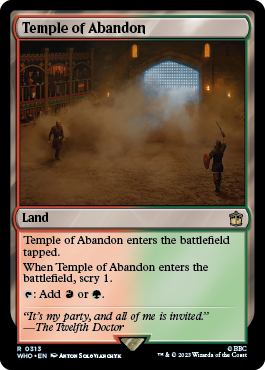 Temple of Abandon
Land
Temple of Abandon enters the battlefield
tapped.
When Temple of Abandon enters the
battlefield, scry 1.
: Add or .
“It’s my party, and all of me is invited.”
—The Twelfth Doctor
R 0313
WHO • EN Anton Solovianchyk
© BBC
™ & © 2023 Wizards of the Coast